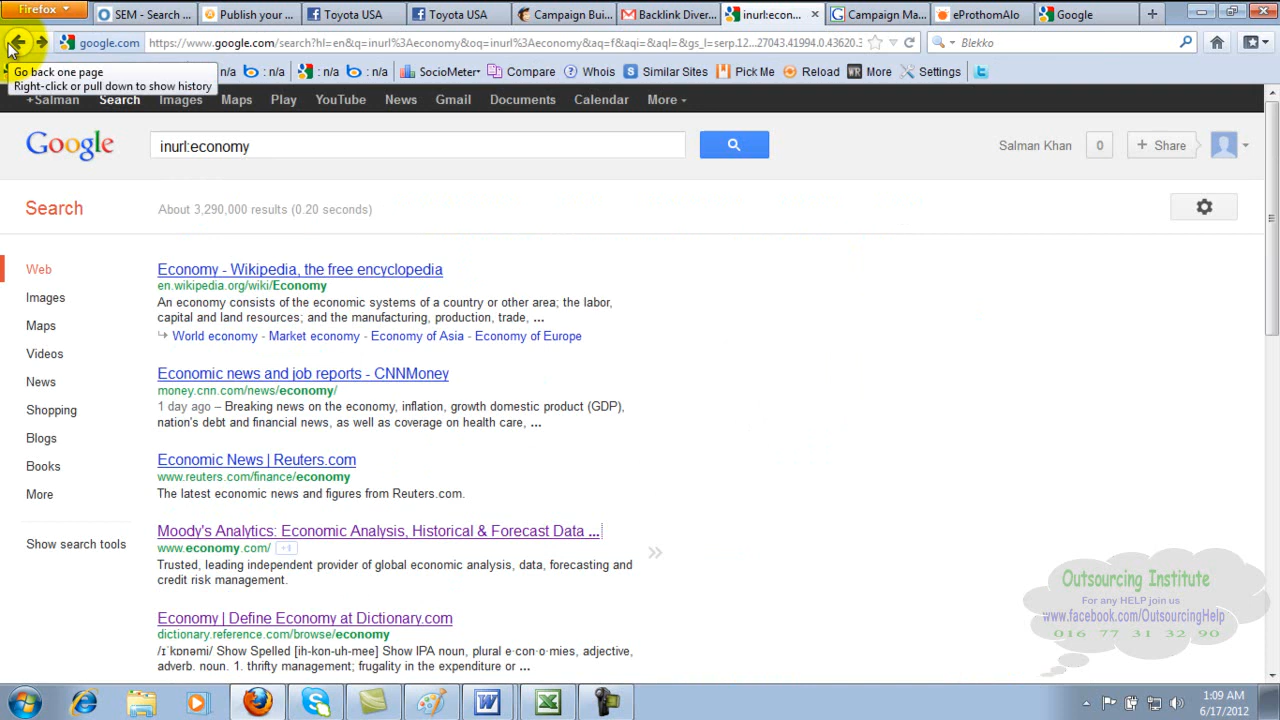 Firefox
SEM - Search ...
Publish your ...
Toyota USA
Toyota USA
Campaign Bui...
Backlink Diver...
inurl:econ...
Campaign Ma...
eProthomAlo
Google
google.com
https://www.google.com/search?hl=en&q=inurl%3Aeconomy&oq=inurl%3Aeconomy&aq=f&aqi=&aql=&gs_l=serp.12...27043.41994.0.43620.3
Blekko
Go back one page
Right-click or pull down to show history
n/a
: n/a
: n/a
: n/a
SocioMeter
Compare
Whois
Similar Sites
Pick Me
Reload
More
Settings
+Salman
Search
Images
Maps
Play
YouTube
News
Gmail
Documents
Calendar
More
Google
inurl:economy
Salman Khan
0
+ Share
Search
About 3,290,000 results (0.20 seconds)
Web
Images
Maps
Videos
News
Shopping
Blogs
Books
More
Show search tools
Economy - Wikipedia, the free encyclopedia
en.wikipedia.org/wiki/Economy
An economy consists of the economic systems of a country or other area; the labor,
capital and land resources; and the manufacturing, production, trade, ...
World economy - Market economy - Economy of Asia - Economy of Europe
Economic news and job reports - CNNMoney
money.cnn.com/news/economy/
1 day ago – Breaking news on the economy, inflation, growth domestic product (GDP),
nation's debt and financial news, as well as coverage on health care, ...
Economic News | Reuters.com
www.reuters.com/finance/economy
The latest economic news and figures from Reuters.com.
Moody's Analytics: Economic Analysis, Historical & Forecast Data ...
www.economy.com/
+1
Trusted, leading independent provider of global economic analysis, data, forecasting and
credit risk management.
Economy | Define Economy at Dictionary.com
dictionary.reference.com/browse/economy
/ɪˈkɒnəmi/ Show Spelled [ih-kon-uh-mee] Show IPA noun, plural e·con·o·mies, adjective,
adverb. noun. 1. thrifty management; frugality in the expenditure or ...
Outsourcing Institute
For any HELP join us
www.facebook.com/OutsourcingHelp
016 77 31 32 90
1:09 AM
6/17/2012